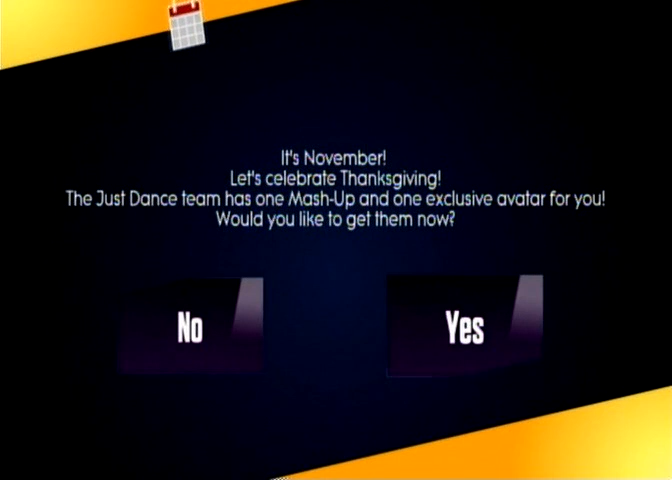 It's November!
Let's celebrate Thanksgiving!
The Just Dance team has one Mash-Up and one exclusive avatar for you!
Would you like to get them now?
No
Yes